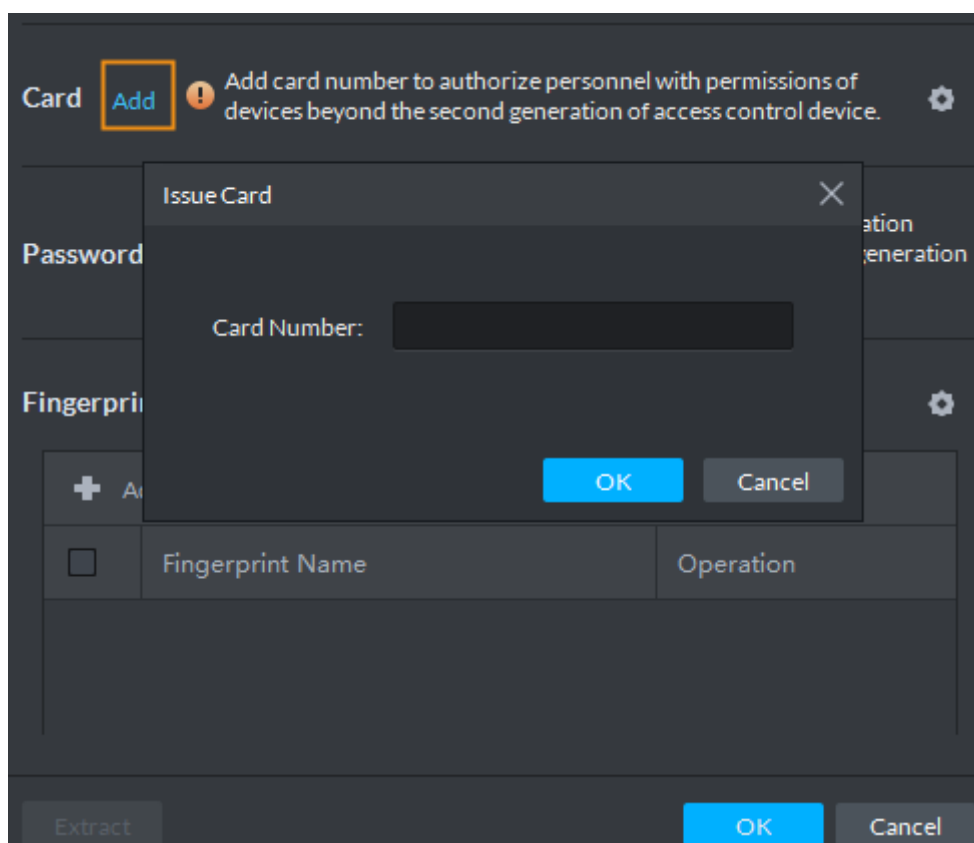 Card Add ! Add card number to authorize personnel with permissions of
devices beyond the second generation of access control device.
Issue Card
Password
ation
eneration
Card Number:
OK Cancel
Fingerprint Name Operation
Extract OK Cancel